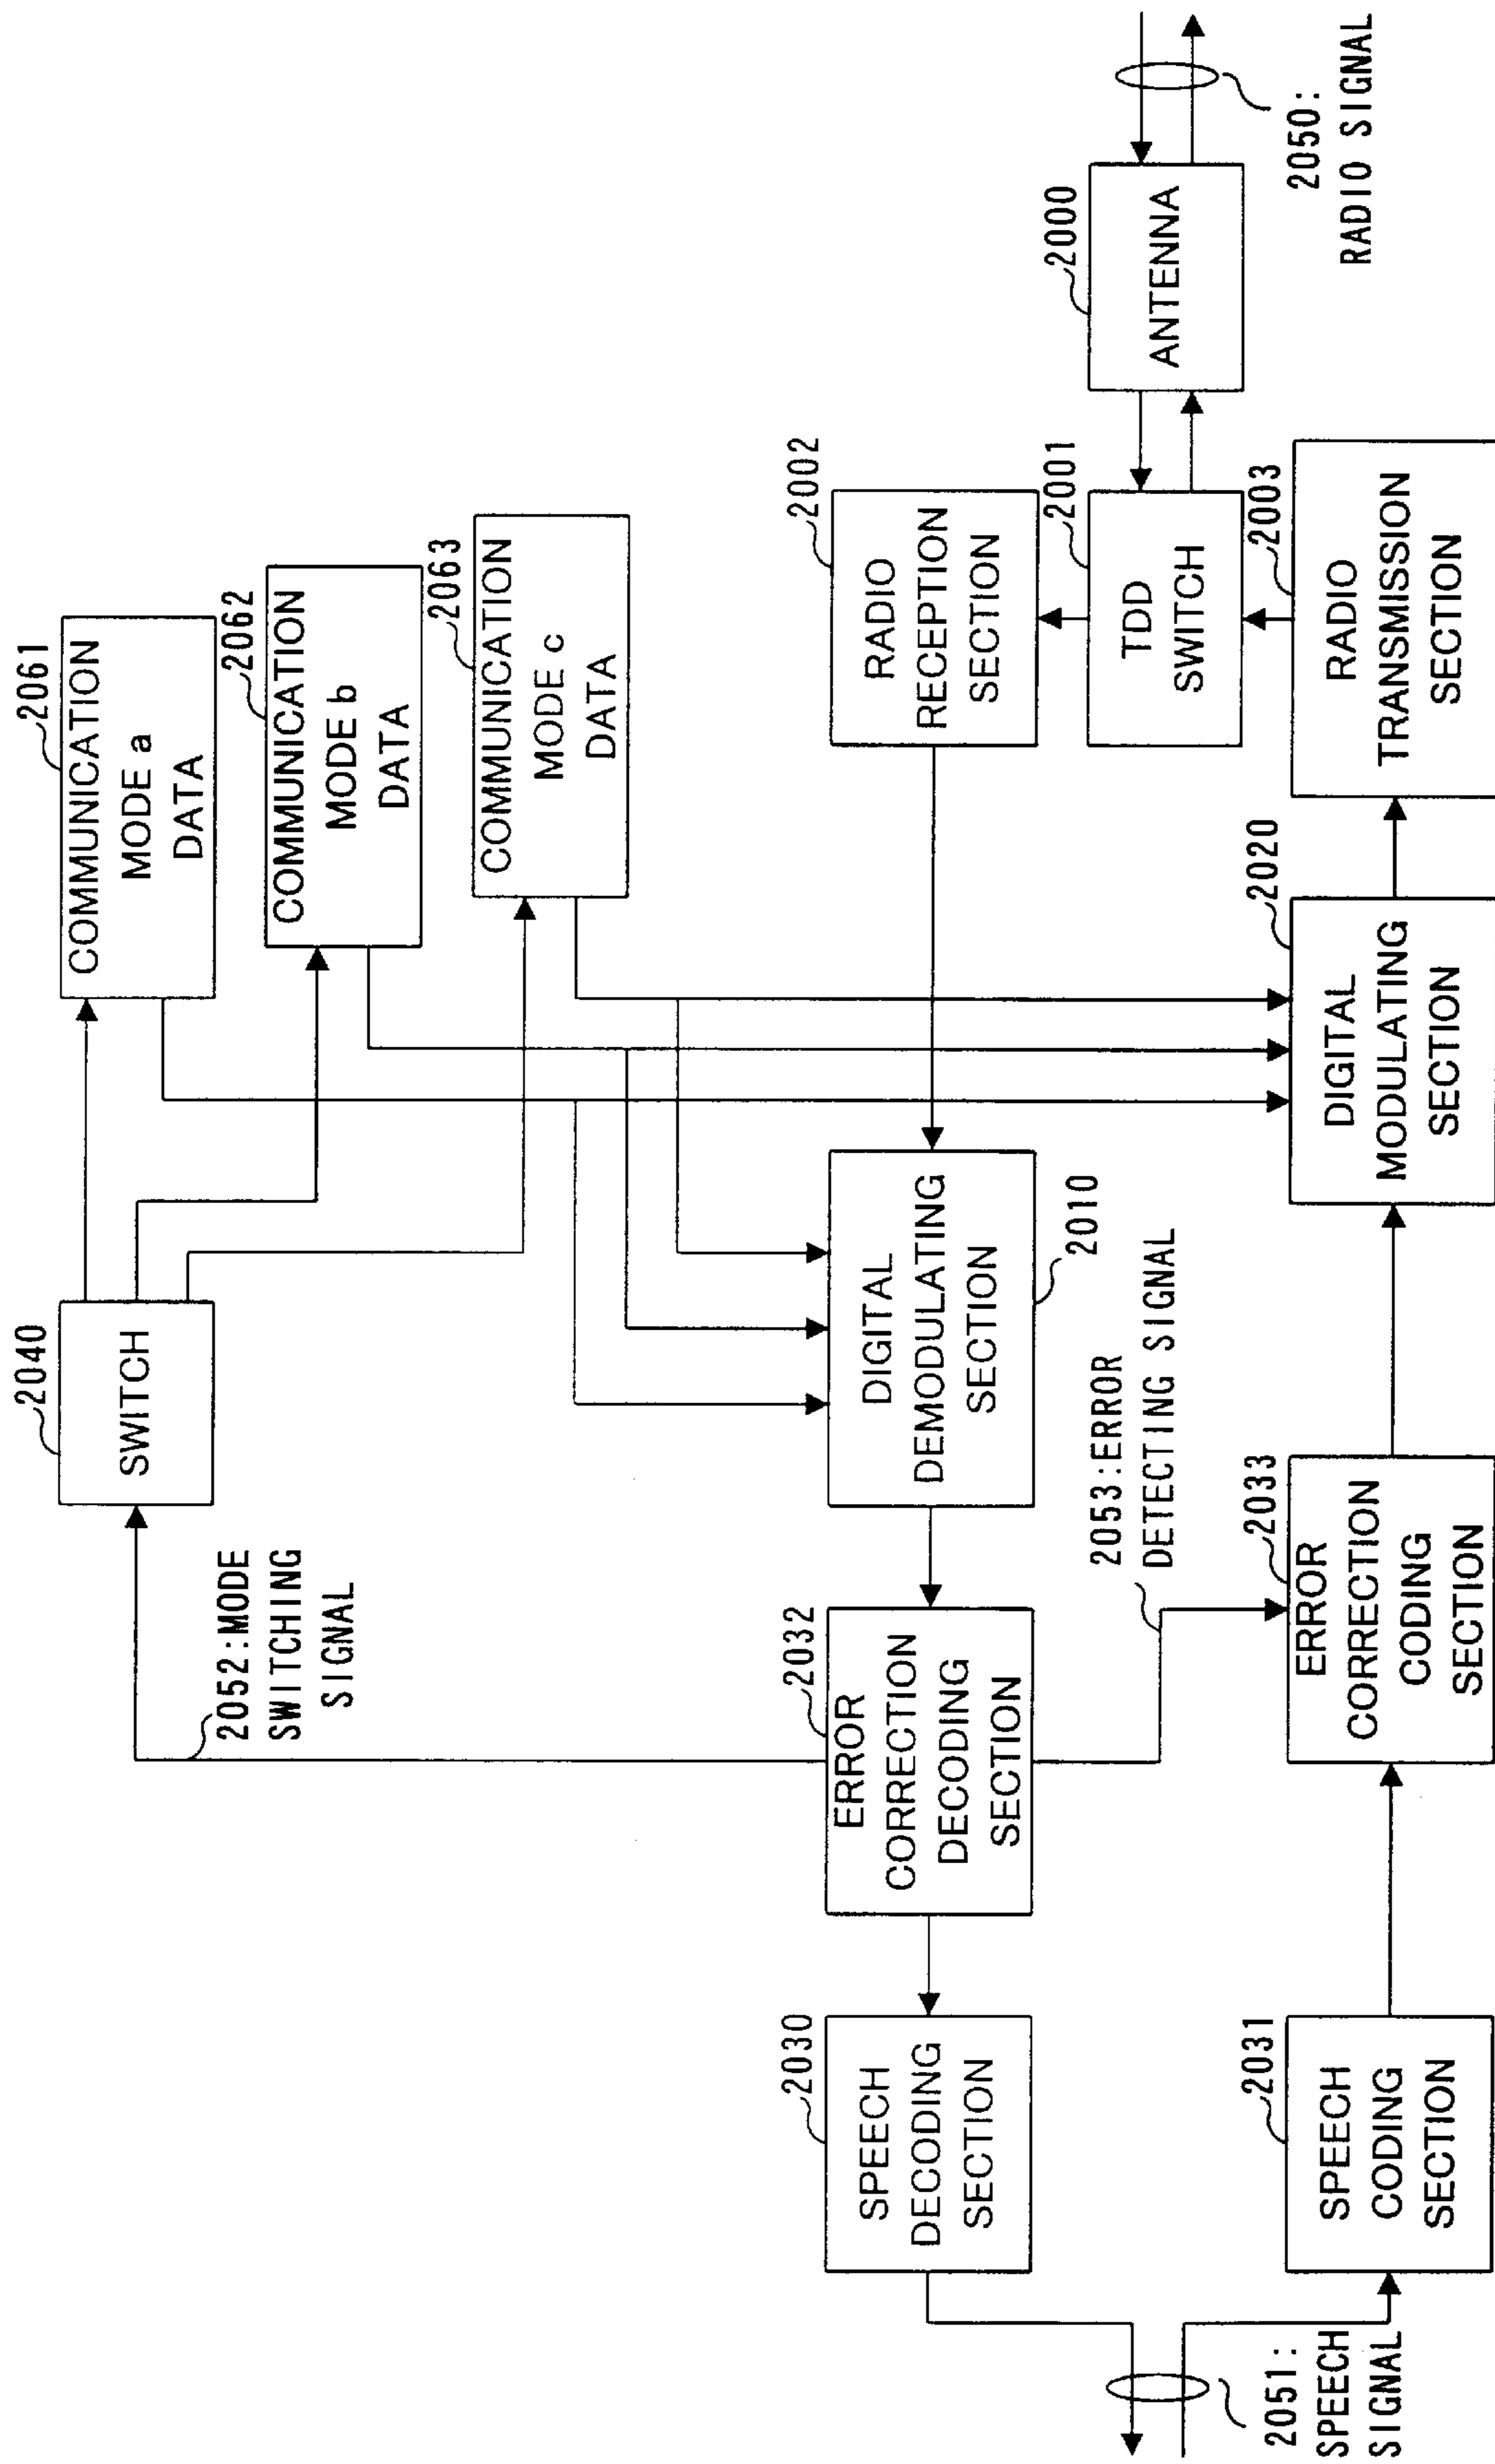 2040
SWITCH
2061
COMMUNICATION
MODE a
DATA
2062
COMMUNICATION
MODE b
DATA
2063
COMMUNICATION
MODE c
DATA
2052:MODE
SWITCHING
SIGNAL
2030
SPEECH
DECODING
SECTION
2032
ERROR
CORRECTION
DECODING
SECTION
DIGITAL
DEMODULATING
SECTION
2010
2002
RADIO
RECEPTION
SECTION
2053:ERROR
DETECTING SIGNAL
2001
TDD
SWITCH
2000
ANTENNA
2050:
RADIO SIGNAL
2051:
SPEECH
SIGNAL
2031
SPEECH
CODING
SECTION
2033
ERROR
CORRECTION
CODING
SECTION
2020
DIGITAL
MODULATING
SECTION
2003
RADIO
TRANSMISSION
SECTION